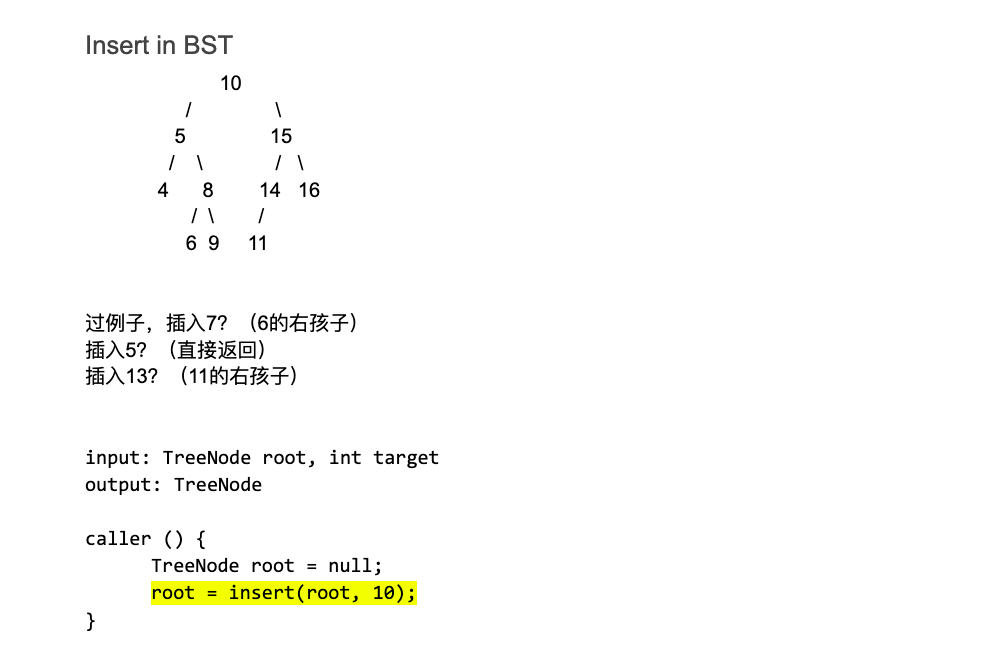 Insert in BST
10
/ \
5 15
/ \ / \
4 8 14 16
/ \ /
6 9 11
过例子，插入7? （6的右孩子）
插入5? （直接返回）
插入13? （11的右孩子）
input: TreeNode root, int target
output: TreeNode
caller () {
TreeNode root = null;
root = insert(root, 10);
}